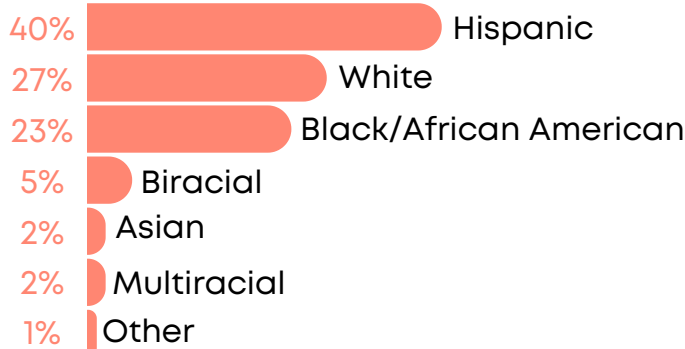 40% Hispanic
27% White
23% Black/African American
5% Biracial
2% Asian
2% Multiracial
1% Other